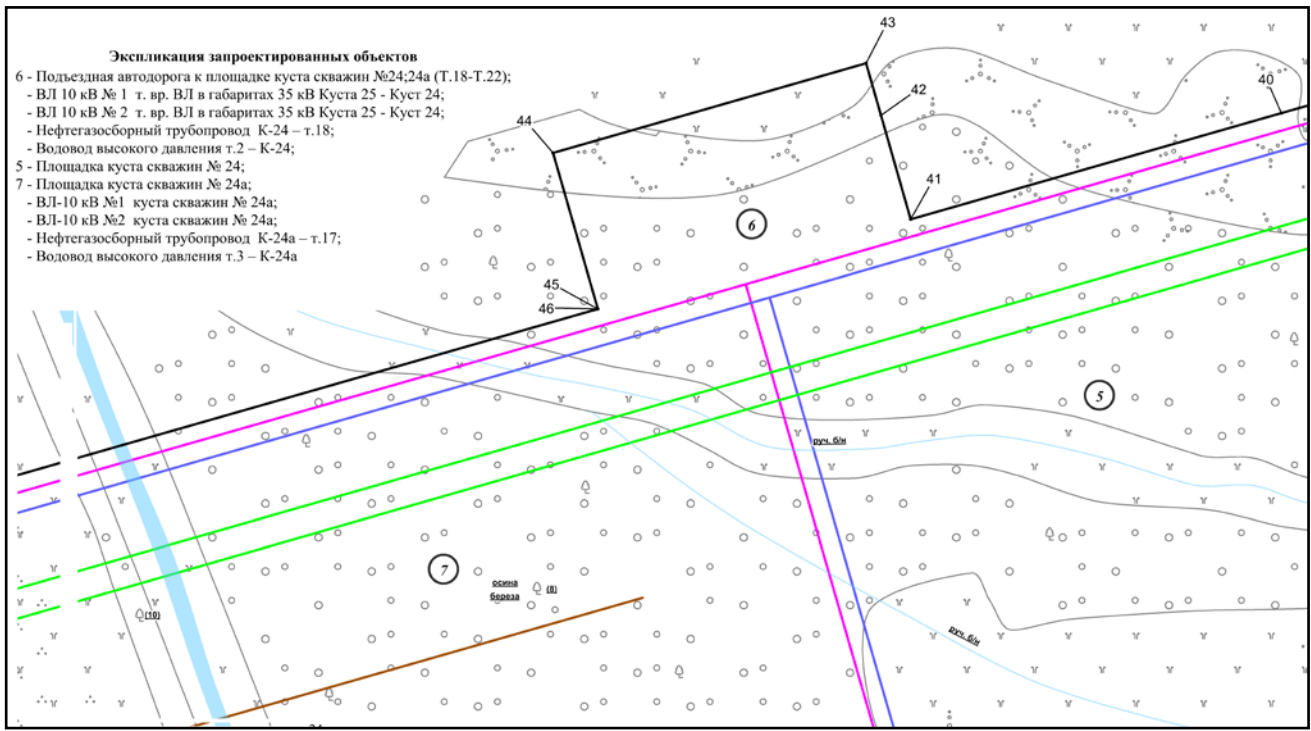 Экспликация запроектированных объектов
6 - Подъездная автодорога к площадке куста скважин №24;24а (Т.18-Т.22);
- ВЛ 10 кВ № 1 т. вр. ВЛ в габаритах 35 кВ Куста 25 - Куст 24;
- ВЛ 10 кВ № 2 т. вр. ВЛ в габаритах 35 кВ Куста 25 - Куст 24;
- Нефтегазосборный трубопровод К-24 – т.18;
- Водовод высокого давления т.2 – К-24;
5 - Площадка куста скважин № 24;
7 - Площадка куста скважин № 24а;
- ВЛ-10 кВ №1 куста скважин № 24а;
- ВЛ-10 кВ №2 куста скважин № 24а;
- Нефтегазосборный трубопровод К-24а – т.17;
- Водовод высокого давления т.3 – К-24а
43
40
42
44
41
6
45
46
5
руч. б/н
7
осина
береза
(8)
(10)
руч. б/н